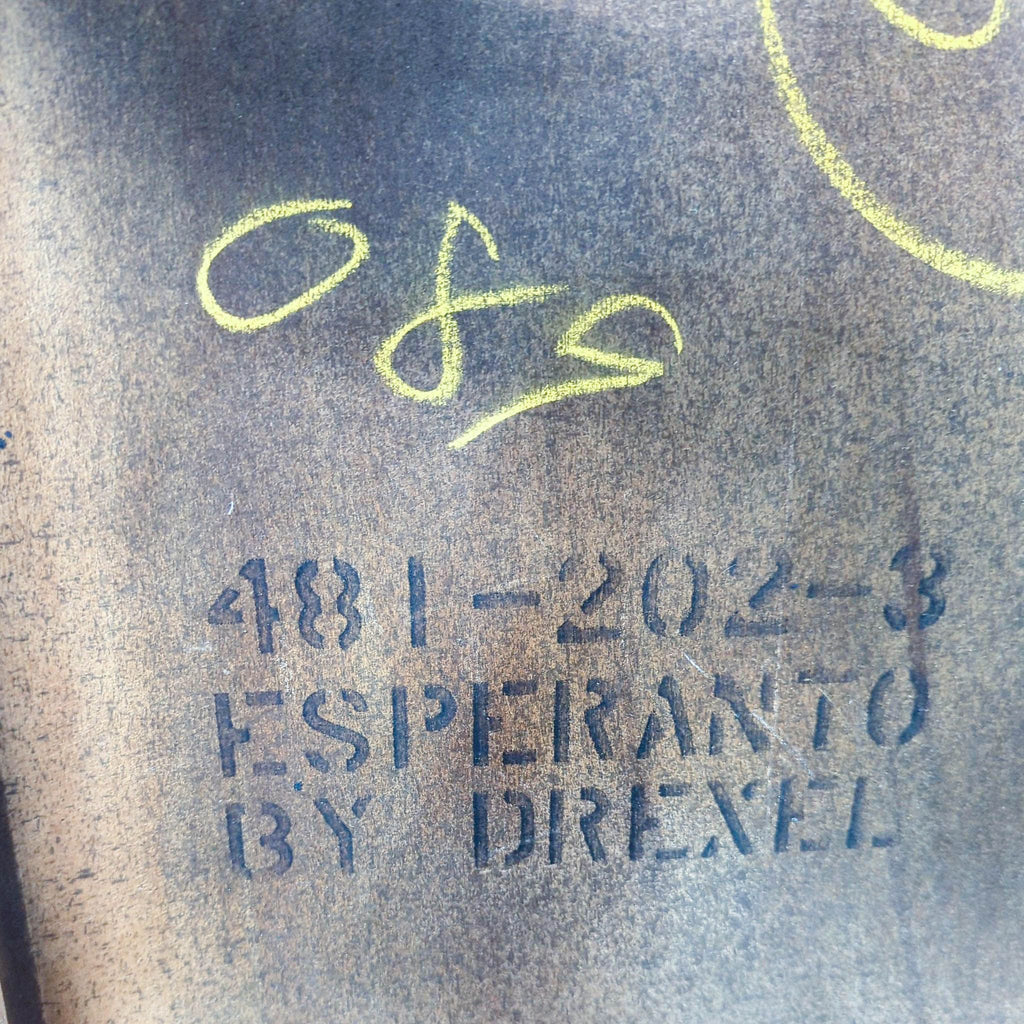 481-202-3
ESPERANTO
BY DREXEL